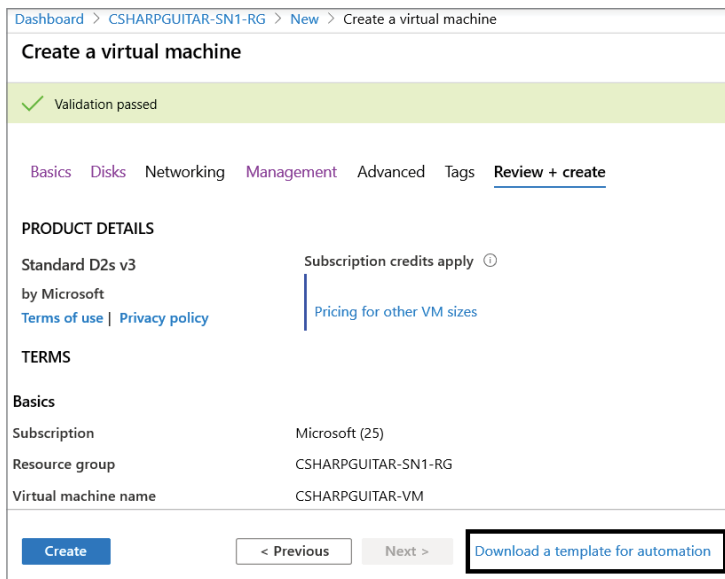 Dashboard > CSHARPGUITAR-SN1-RG > New > Create a virtual machine
Create a virtual machine
Validation passed
Basics Disks Networking Management Advanced Tags Review + create
PRODUCT DETAILS
Standard D2s v3
by Microsoft
Terms of use | Privacy policy
Subscription credits apply
Pricing for other VM sizes
TERMS
Basics
Subscription Microsoft (25)
Resource group CSHARPGUITAR-SN1-RG
Virtual machine name CSHARPGUITAR-VM
Create < Previous Next > Download a template for automation